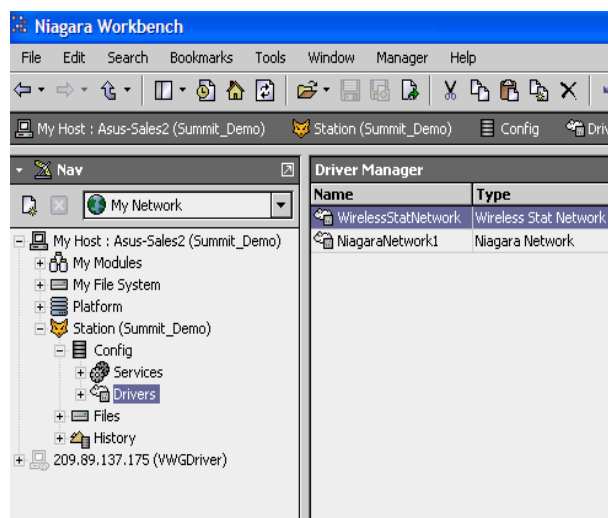 Niagara Workbench
File Edit Search Bookmarks Tools Window Manager Help
My Host : Asus-Sales2 (Summit_Demo) Station (Summit_Demo) Config
Nav
My Network
My Host : Asus-Sales2 (Summit_Demo)
My Modules
My File System
Platform
Station (Summit_Demo)
Config
Services
Drivers
Files
History
209.89.137.175 (VWGDriver)
Driver Manager
Name Type
WirelessStatNetwork Wireless Stat Network
NiagaraNetwork1 Niagara Network